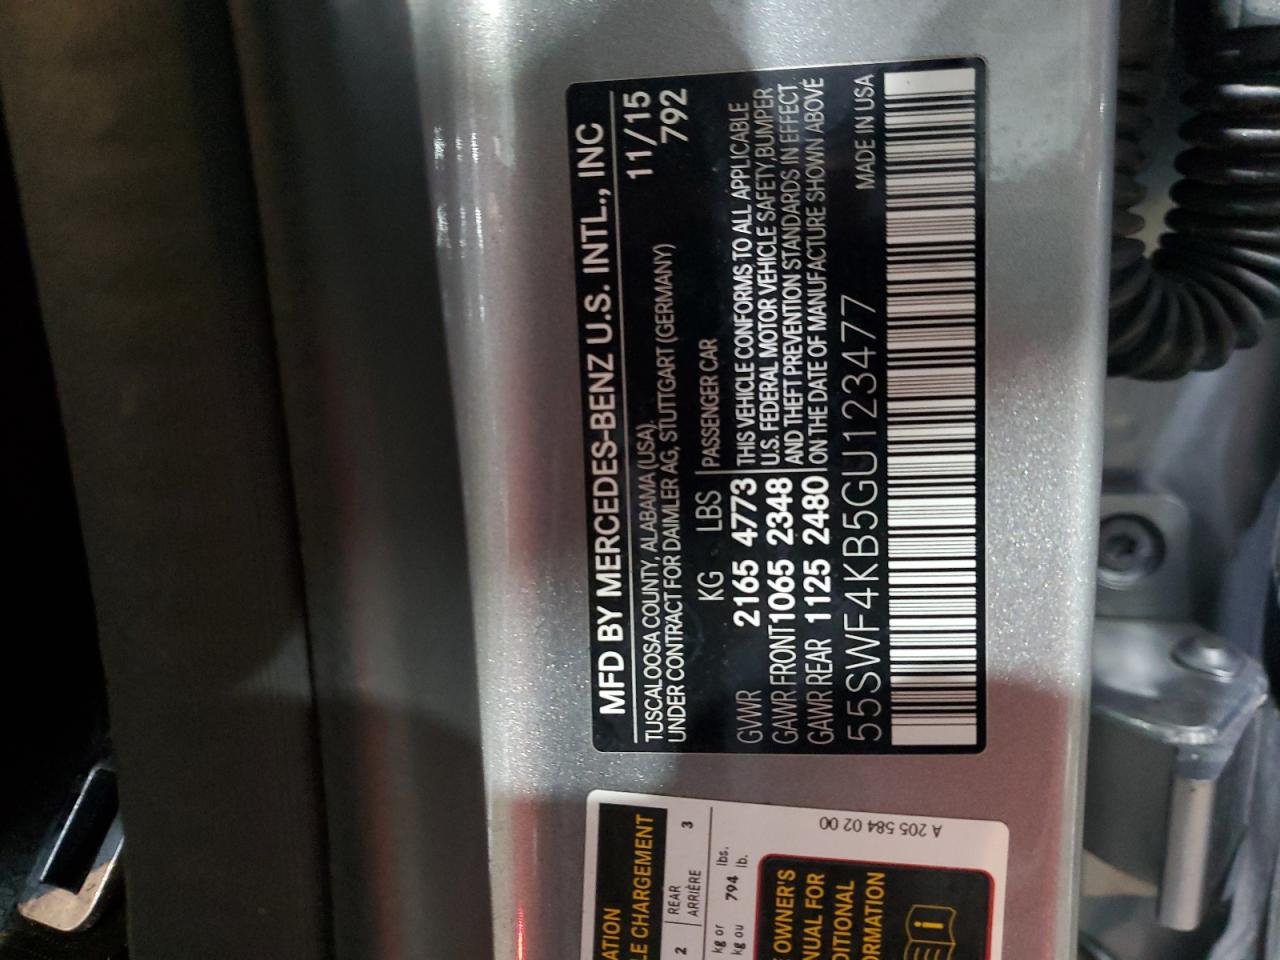 MFD BY MERCEDES-BENZ U.S. INTL., INC
TUSCALOOSA COUNTY, ALABAMA (USA). 11/15
UNDER CONTRACT FOR DAIMLER AG, STUTTGART (GERMANY) 792
KG LBS PASSENGER CAR
GVWR 2165 4773 THIS VEHICLE CONFORMS TO ALL APPLICABLE
U.S. FEDERAL MOTOR VEHICLE SAFETY,BUMPER
GAWR FRONT 1065 2348 AND THEFT PREVENTION STANDARDS IN EFFECT
GAWR REAR 1125 2480 ON THE DATE OF MANUFACTURE SHOWN ABOVE
55SWF4KB5GU123477 MADE IN USA
ATION
LE CHARGEMENT
2 REAR 3
ARRIÈRE
kg or 794 lbs.
kg ou lb.
OWNER'S
NUAL FOR
DITIONAL
ORMATION
i
A 205 584 02 00